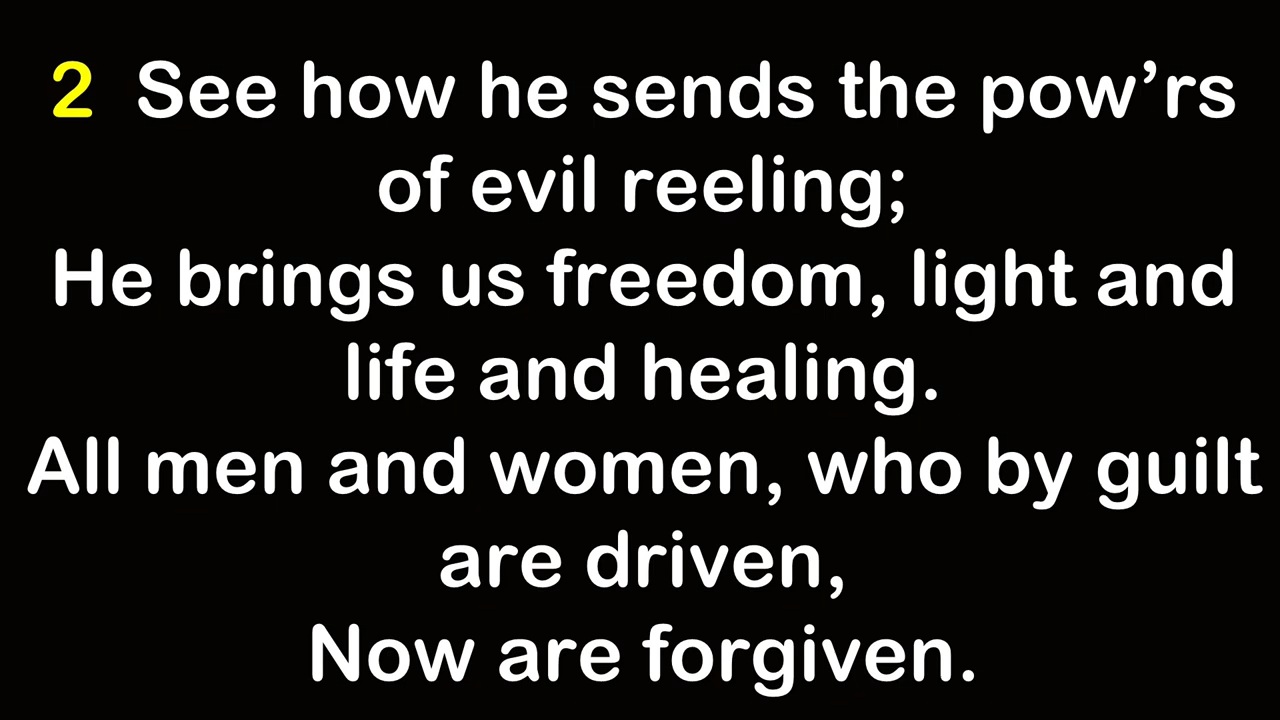 2 See how he sends the pow’rs
of evil reeling;
He brings us freedom, light and
life and healing.
All men and women, who by guilt
are driven,
Now are forgiven.